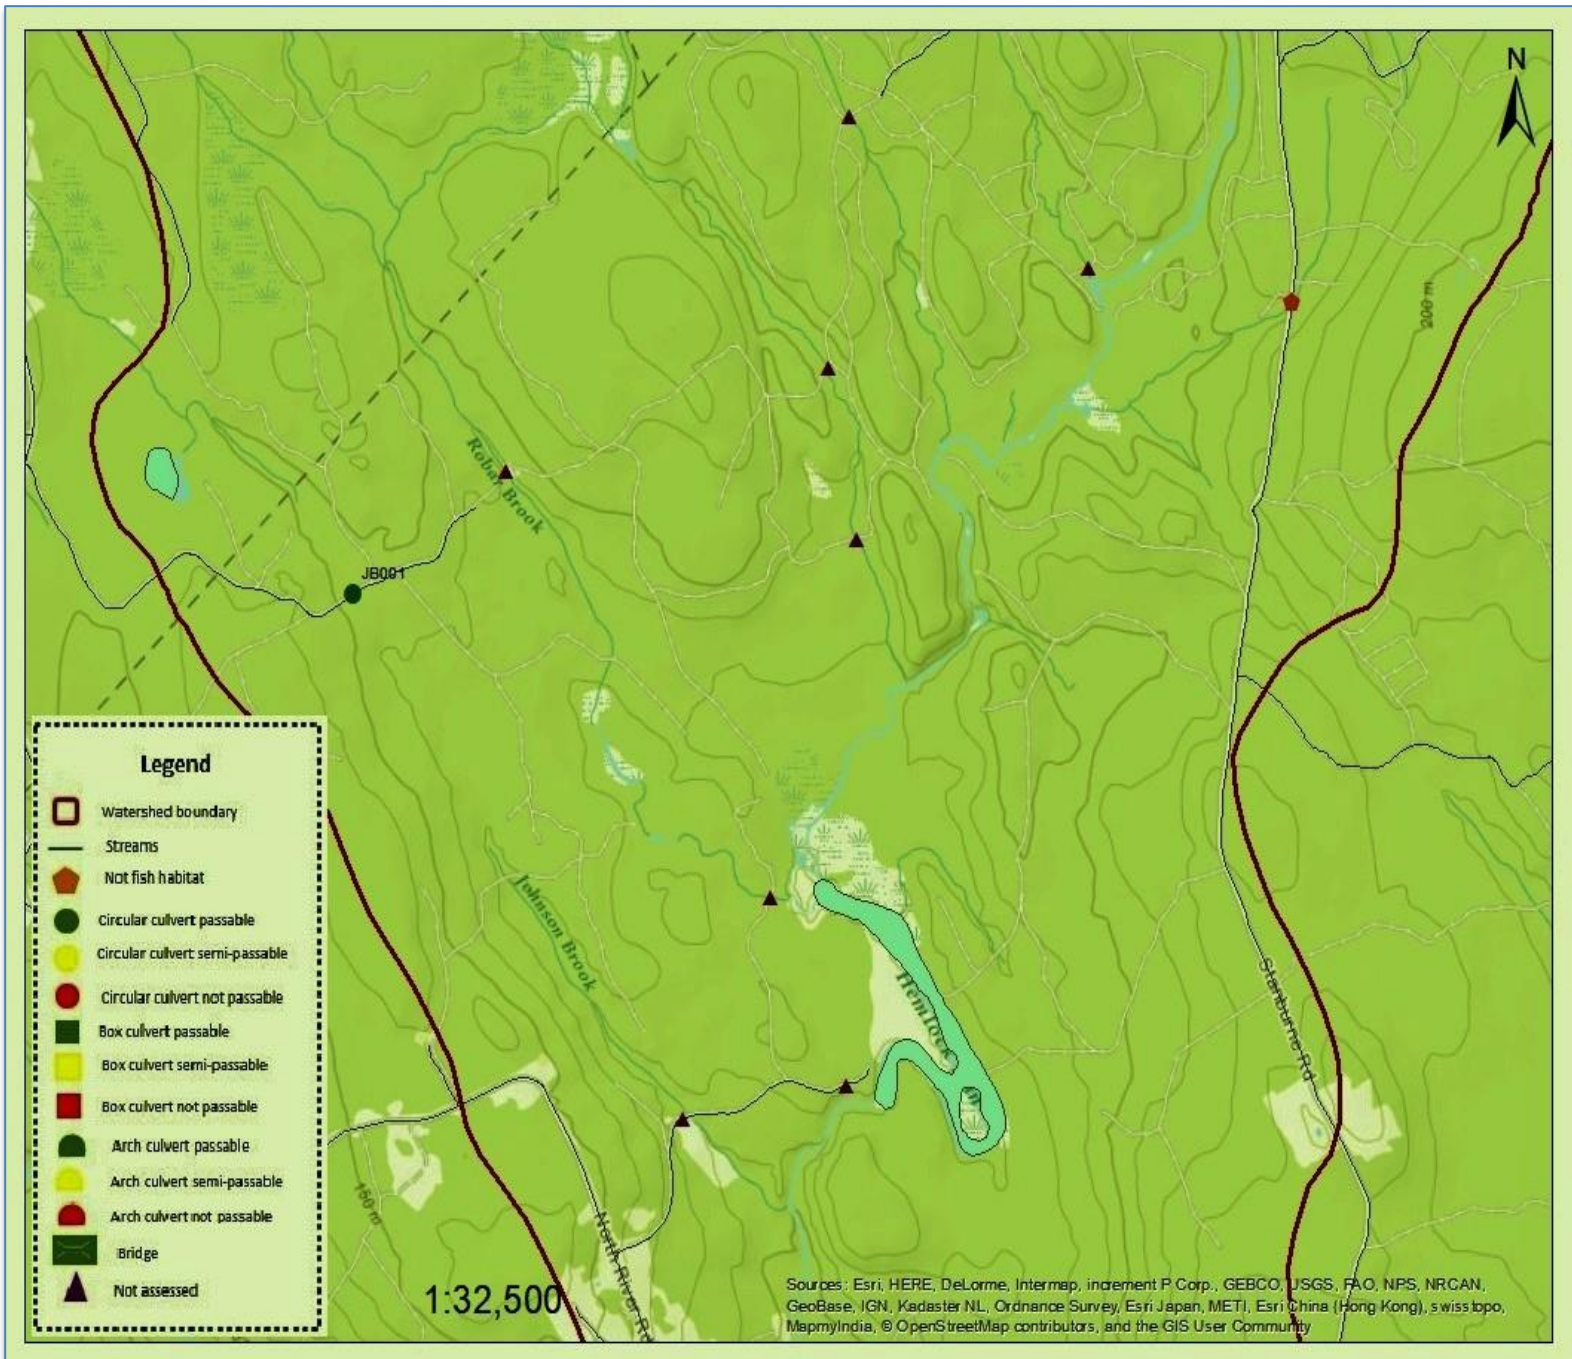 N
200 m
Robar Brook
JB001
Legend
Watershed boundary
Streams
Not fish habitat
Circular culvert passable
Circular culvert semi-passable
Circular culvert not passable
Box culvert passable
Box culvert semi-passable
Box culvert not passable
Arch culvert passable
Arch culvert semi-passable
Arch culvert not passable
Bridge
Not assessed
Johnson Brook
Hemlock
Stanburne Rd
150 m
North River Rd
1:32,500
Sources: Esri, HERE, DeLorme, Intermap, increment P Corp., GEBCO, USGS, FAO, NPS, NRCAN,
GeoBase, IGN, Kadaster NL, Ordnance Survey, Esri Japan, METI, Esri China (Hong Kong), swisstopo,
MapmyIndia, © OpenStreetMap contributors, and the GIS User Community